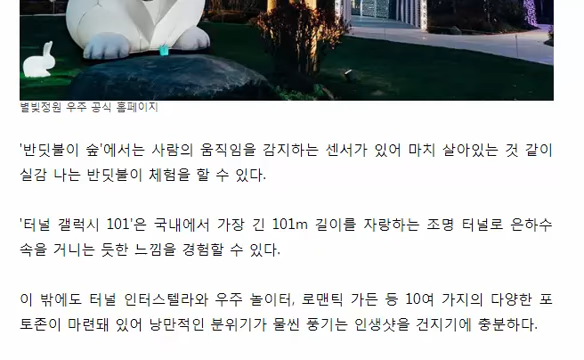 별빛정원 우주 공식 홈페이지
'반딧불이 숲'에서는 사람의 움직임을 감지하는 센서가 있어 마치 살아있는 것 같이
실감 나는 반딧불이 체험을 할 수 있다.
'터널 갤럭시 101'은 국내에서 가장 긴 101m 길이를 자랑하는 조명 터널로 은하수
속을 거니는 듯한 느낌을 경험할 수 있다.
이 밖에도 터널 인터스텔라와 우주 놀이터, 로맨틱 가든 등 10여 가지의 다양한 포
토존이 마련돼 있어 낭만적인 분위기가 물씬 풍기는 인생샷을 건지기에 충분하다.